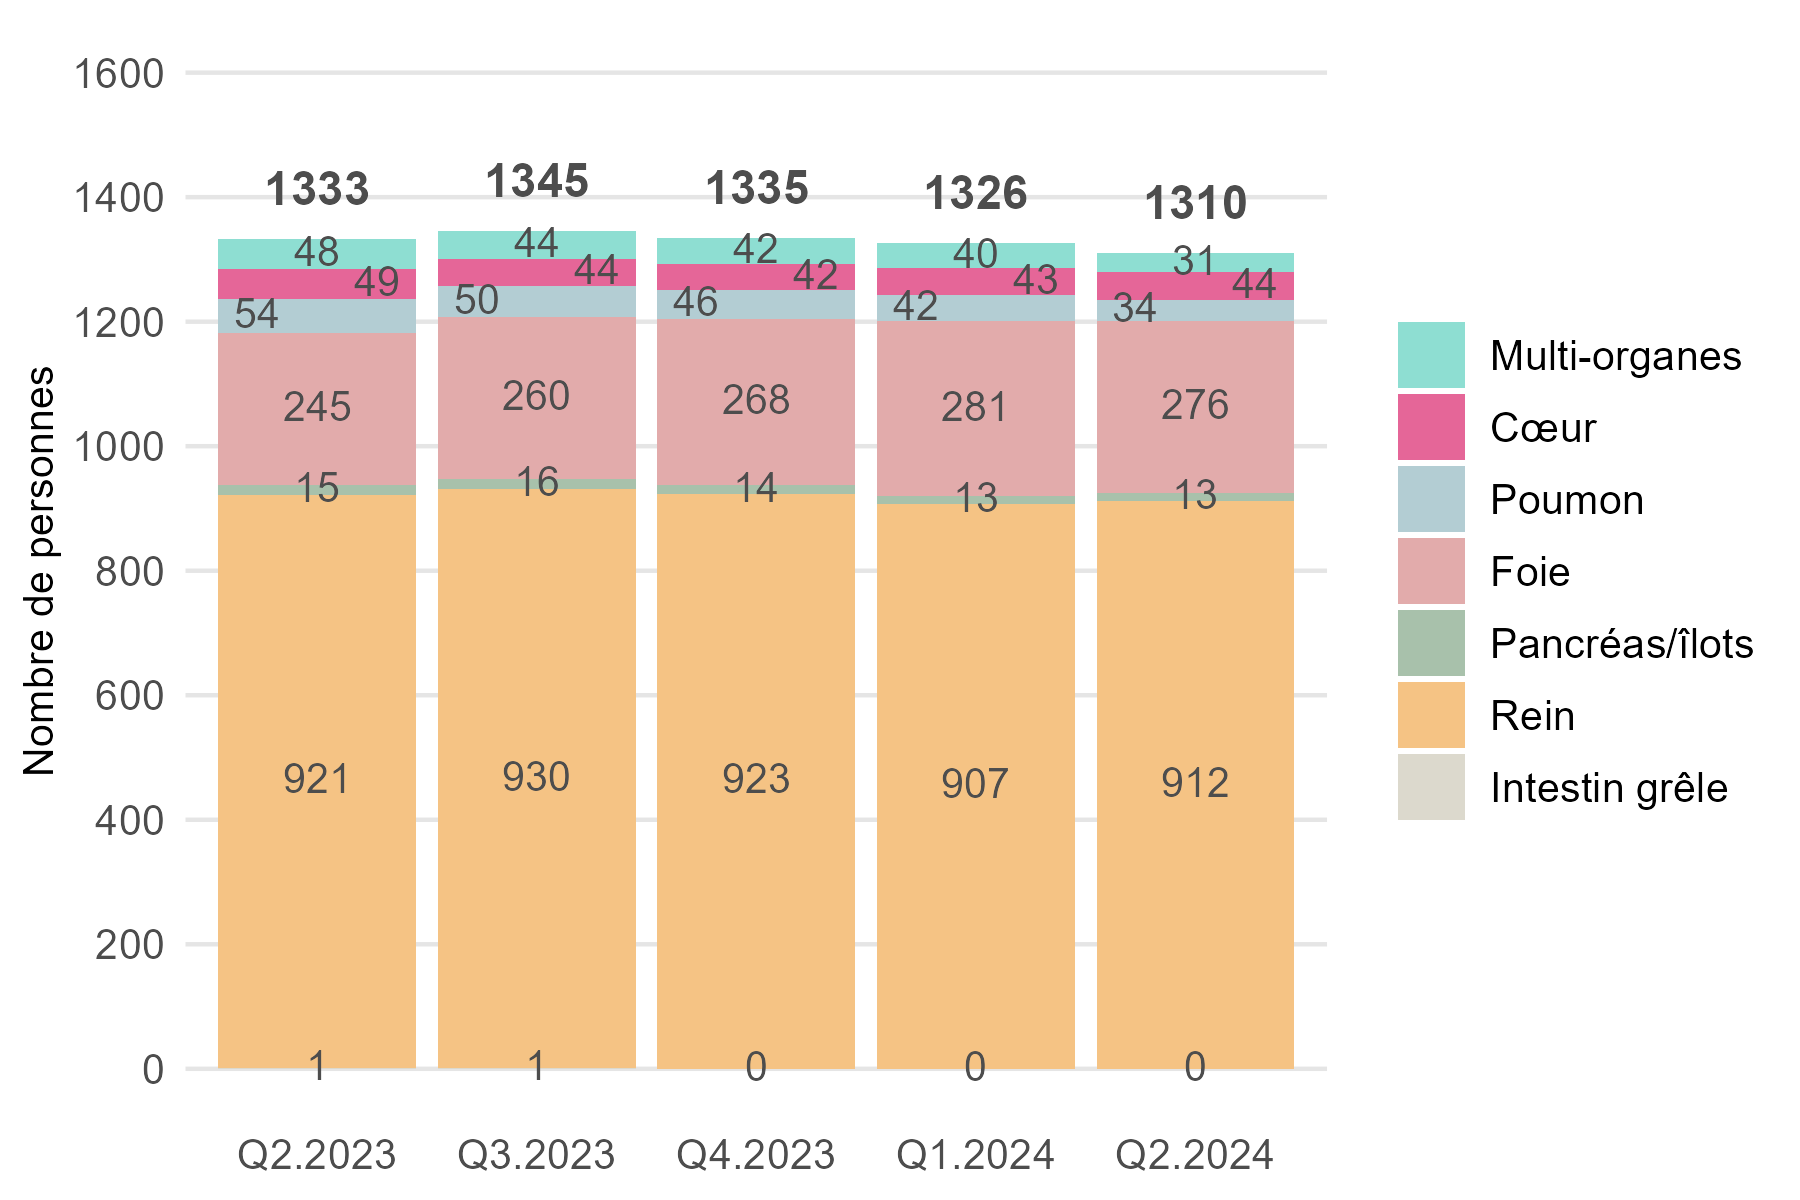 1600
1400
1200
1000
800
600
400
200
0
Nombre de personnes
1333 1345 1335 1326 1310
48 44 42 40 31
49 44 42 43 44
54 50 46 42 34
245 260 268 281 276
15 16 14 13 13
921 930 923 907 912
1 1 0 0 0
Q2.2023 Q3.2023 Q4.2023 Q1.2024 Q2.2024
Multi-organes
Cœur
Poumon
Foie
Pancréas/îlots
Rein
Intestin grêle